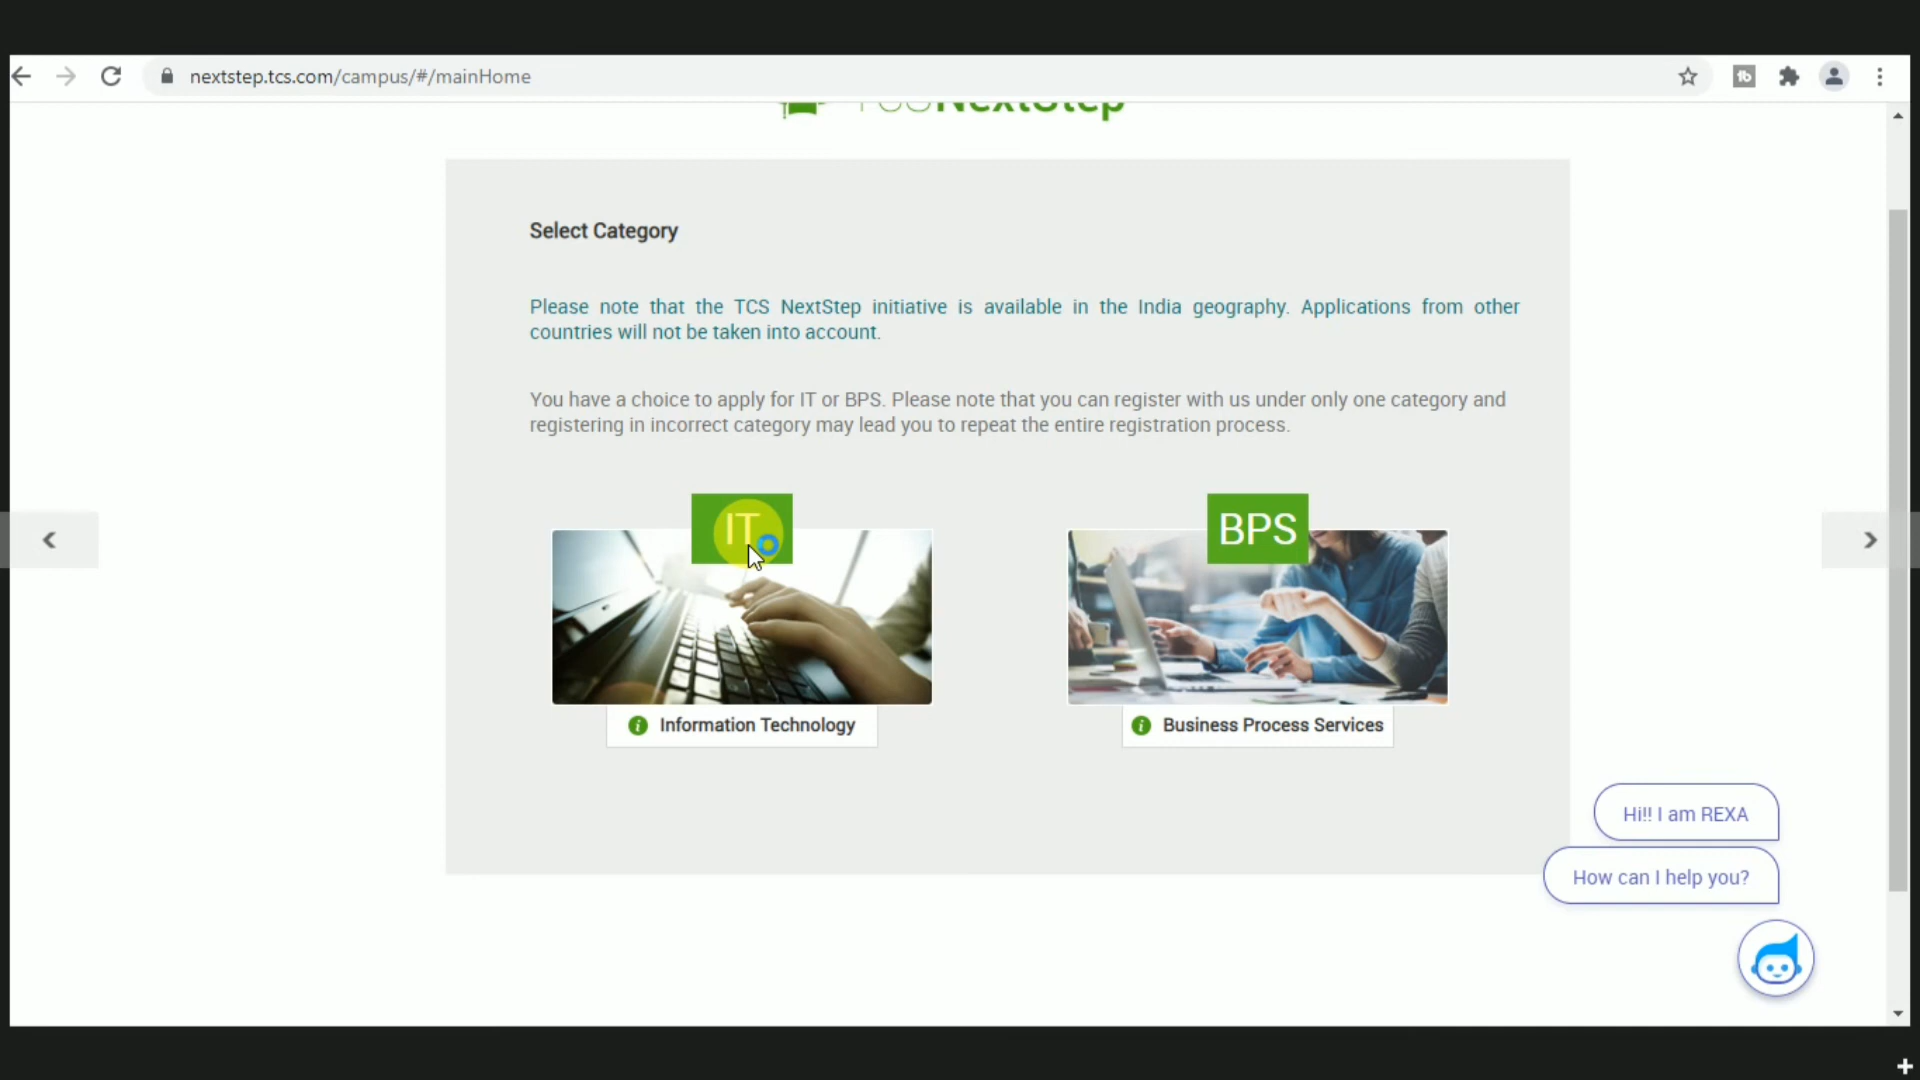 nextstep.tcs.com/campus/#/mainHome
TCSNextStep
Select Category
Please note that the TCS NextStep initiative is available in the India geography. Applications from other
countries will not be taken into account.
You have a choice to apply for IT or BPS. Please note that you can register with us under only one category and
registering in incorrect category may lead you to repeat the entire registration process.
IT
BPS
Information Technology
Business Process Services
Hi!! I am REXA
How can I help you?